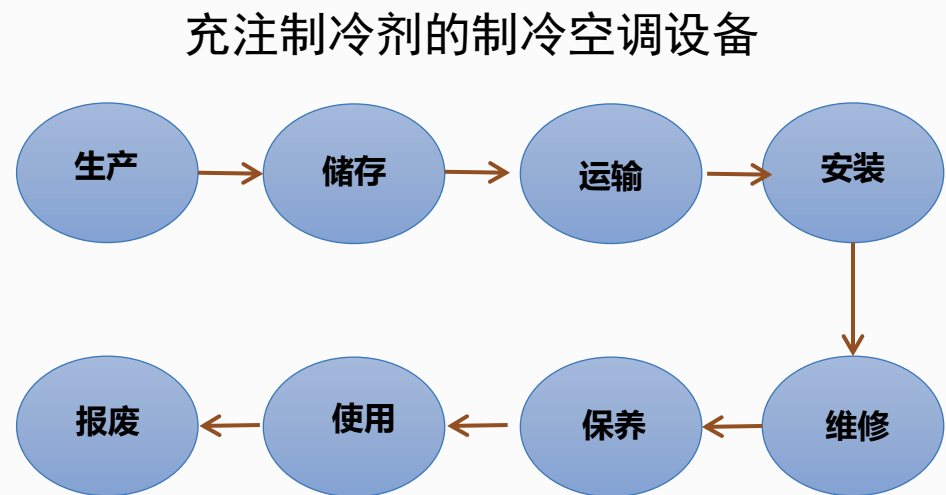 充注制冷剂的制冷空调设备
生产
储存
运输
安装
维修
保养
使用
报废